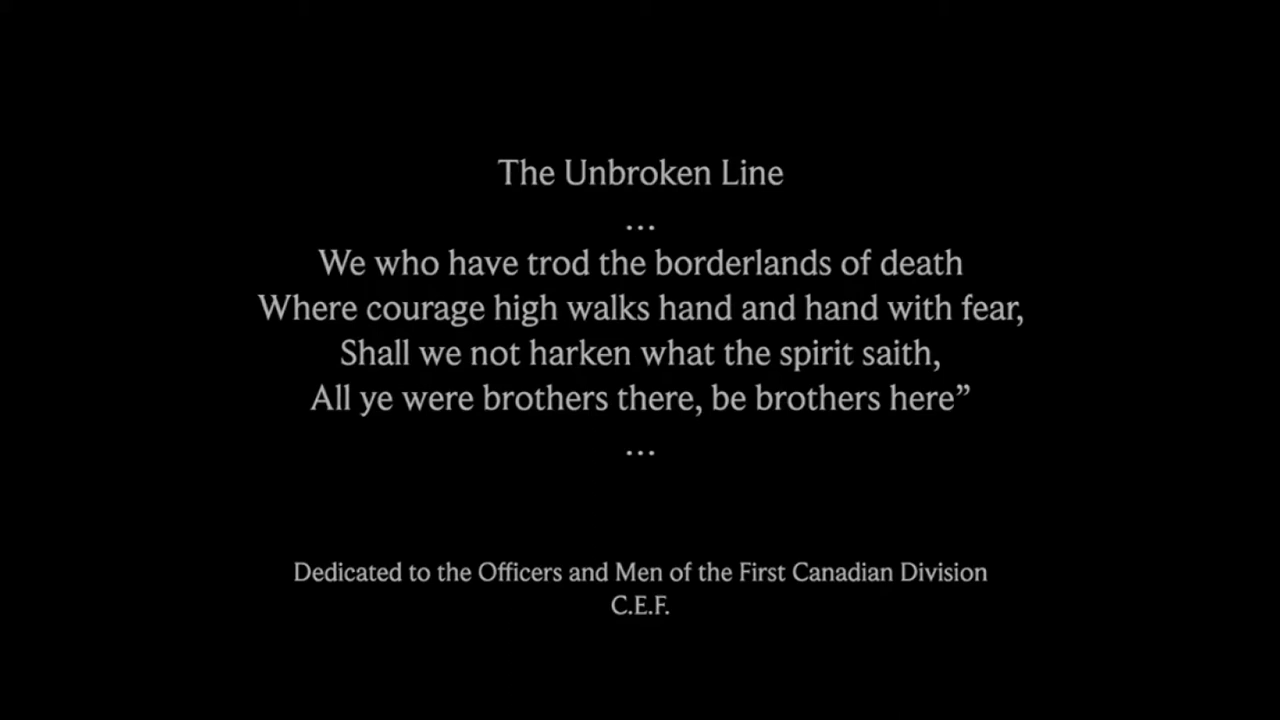 The Unbroken Line
...
We who have trod the borderlands of death
Where courage high walks hand and hand with fear,
Shall we not harken what the spirit saith,
All ye were brothers there, be brothers here”
...
Dedicated to the Officers and Men of the First Canadian Division
C.E.F.